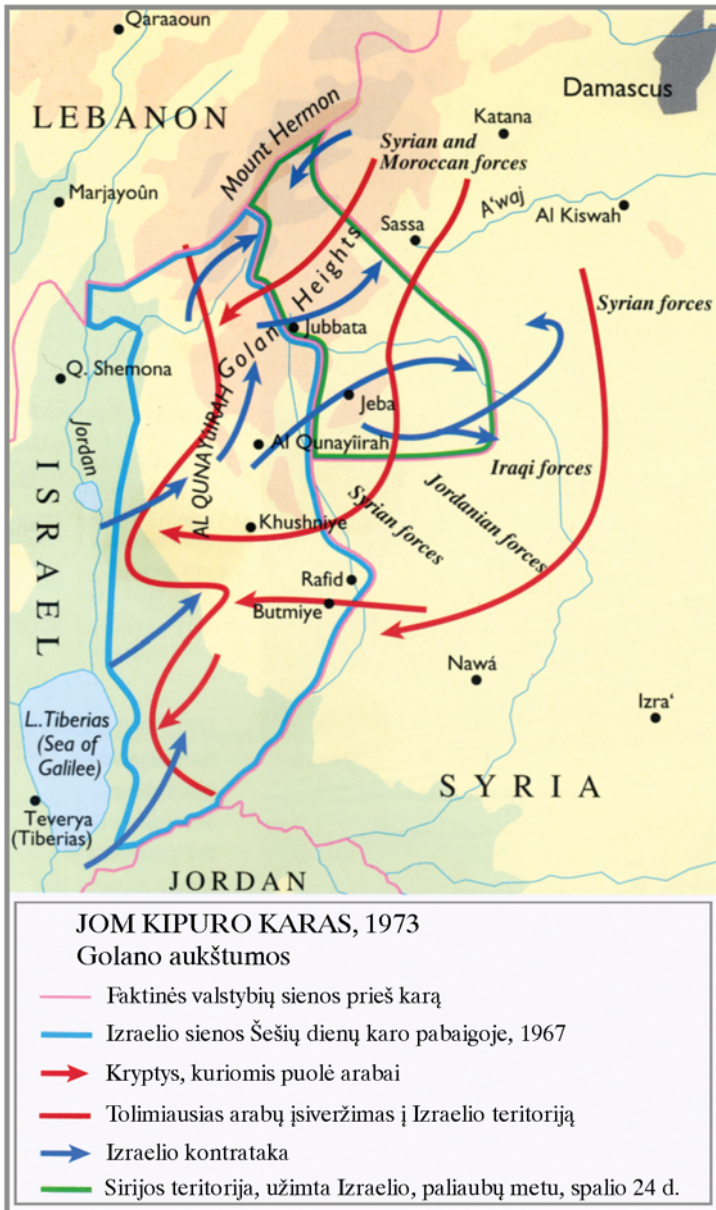 Qaraaoun
Damascus
LEBANON
Katana
Mount Hermon
Syrian and
Moroccan forces
Marjayoûn
A'waj
Al Kiswah
Sassa
Golan Heights
Syrian forces
Jubbata
Q. Shemona
Jeba
Jordan
AL QUNAYṭIRAH
Al Qunayîirah
ISRAEL
Iraqi forces
Jordanian forces
Syrian forces
Khushniye
Rafid
Butmiye
Nawá
Izra'
L..Tiberias
(Sea of
Galilee)
SYRIA
Teverya
(Tiberias)
JORDAN
JOM KIPURO KARAS, 1973
Golano aukštumos
Faktinės valstybių sienos prieš karą
Izraelio sienos Šešių dienų karo pabaigoje, 1967
Kryptys, kuriomis puolė arabai
Tolimiausias arabų įsiveržimas į Izraelio teritoriją
Izraelio kontrataka
Sirijos teritorija, užimta Izraelio, paliaubų metu, spalio 24 d.